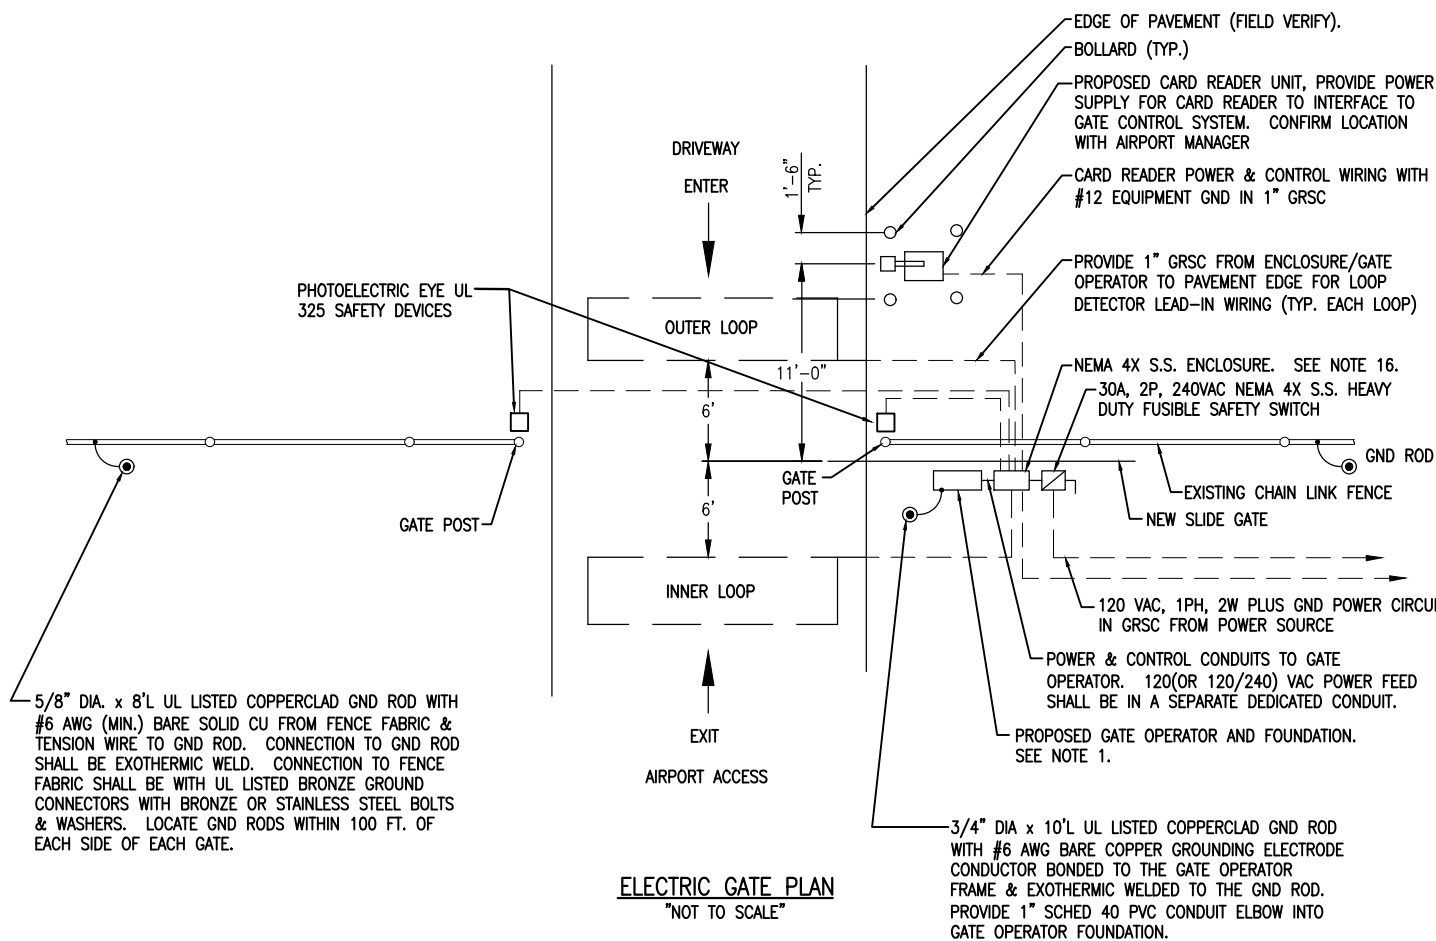 EDGE OF PAVEMENT (FIELD VERIFY).
BOLLARD (TYP.)
PROPOSED CARD READER UNIT, PROVIDE POWER
SUPPLY FOR CARD READER TO INTERFACE TO
GATE CONTROL SYSTEM. CONFIRM LOCATION
WITH AIRPORT MANAGER
DRIVEWAY
ENTER
1'-6"
TYP.
CARD READER POWER & CONTROL WIRING WITH
#12 EQUIPMENT GND IN 1" GRSC
PROVIDE 1" GRSC FROM ENCLOSURE/GATE
OPERATOR TO PAVEMENT EDGE FOR LOOP
DETECTOR LEAD-IN WIRING (TYP. EACH LOOP)
PHOTOELECTRIC EYE UL
325 SAFETY DEVICES
OUTER LOOP
11'-0"
NEMA 4X S.S. ENCLOSURE. SEE NOTE 16.
30A, 2P, 240VAC NEMA 4X S.S. HEAVY
DUTY FUSIBLE SAFETY SWITCH
6'
GND ROD
GATE
POST
EXISTING CHAIN LINK FENCE
6'
GATE POST
NEW SLIDE GATE
INNER LOOP
120 VAC, 1PH, 2W PLUS GND POWER CIRCUI
IN GRSC FROM POWER SOURCE
POWER & CONTROL CONDUITS TO GATE
OPERATOR. 120(OR 120/240) VAC POWER FEED
SHALL BE IN A SEPARATE DEDICATED CONDUIT.
5/8" DIA. x 8'L UL LISTED COPPERCLAD GND ROD WITH
#6 AWG (MIN.) BARE SOLID CU FROM FENCE FABRIC &
TENSION WIRE TO GND ROD. CONNECTION TO GND ROD
SHALL BE EXOTHERMIC WELD. CONNECTION TO FENCE
FABRIC SHALL BE WITH UL LISTED BRONZE GROUND
CONNECTORS WITH BRONZE OR STAINLESS STEEL BOLTS
& WASHERS. LOCATE GND RODS WITHIN 100 FT. OF
EACH SIDE OF EACH GATE.
EXIT
AIRPORT ACCESS
PROPOSED GATE OPERATOR AND FOUNDATION.
SEE NOTE 1.
3/4" DIA x 10'L UL LISTED COPPERCLAD GND ROD
WITH #6 AWG BARE COPPER GROUNDING ELECTRODE
CONDUCTOR BONDED TO THE GATE OPERATOR
FRAME & EXOTHERMIC WELDED TO THE GND ROD.
PROVIDE 1" SCHED 40 PVC CONDUIT ELBOW INTO
GATE OPERATOR FOUNDATION.
ELECTRIC GATE PLAN
"NOT TO SCALE"